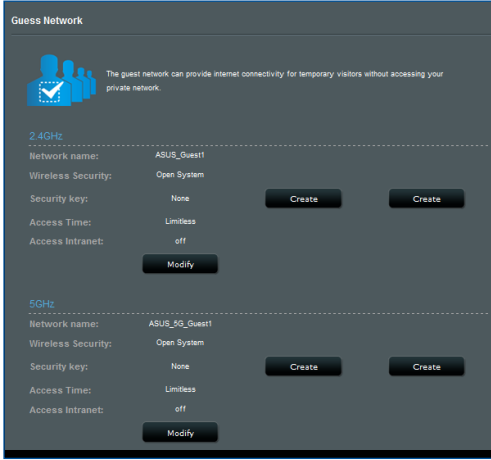 Guess Network
The guest network can provide internet connectivity for temporary visitors without accessing your
private network.
2.4GHz
Network name: ASUS_Guest1
Wireless Security: Open System
Security key: None Create Create
Access Time: Limitless
Access Intranet: off
Modify
5GHz
Network name: ASUS_5G_Guest1
Wireless Security: Open System
Security key: None Create Create
Access Time: Limitless
Access Intranet: off
Modify